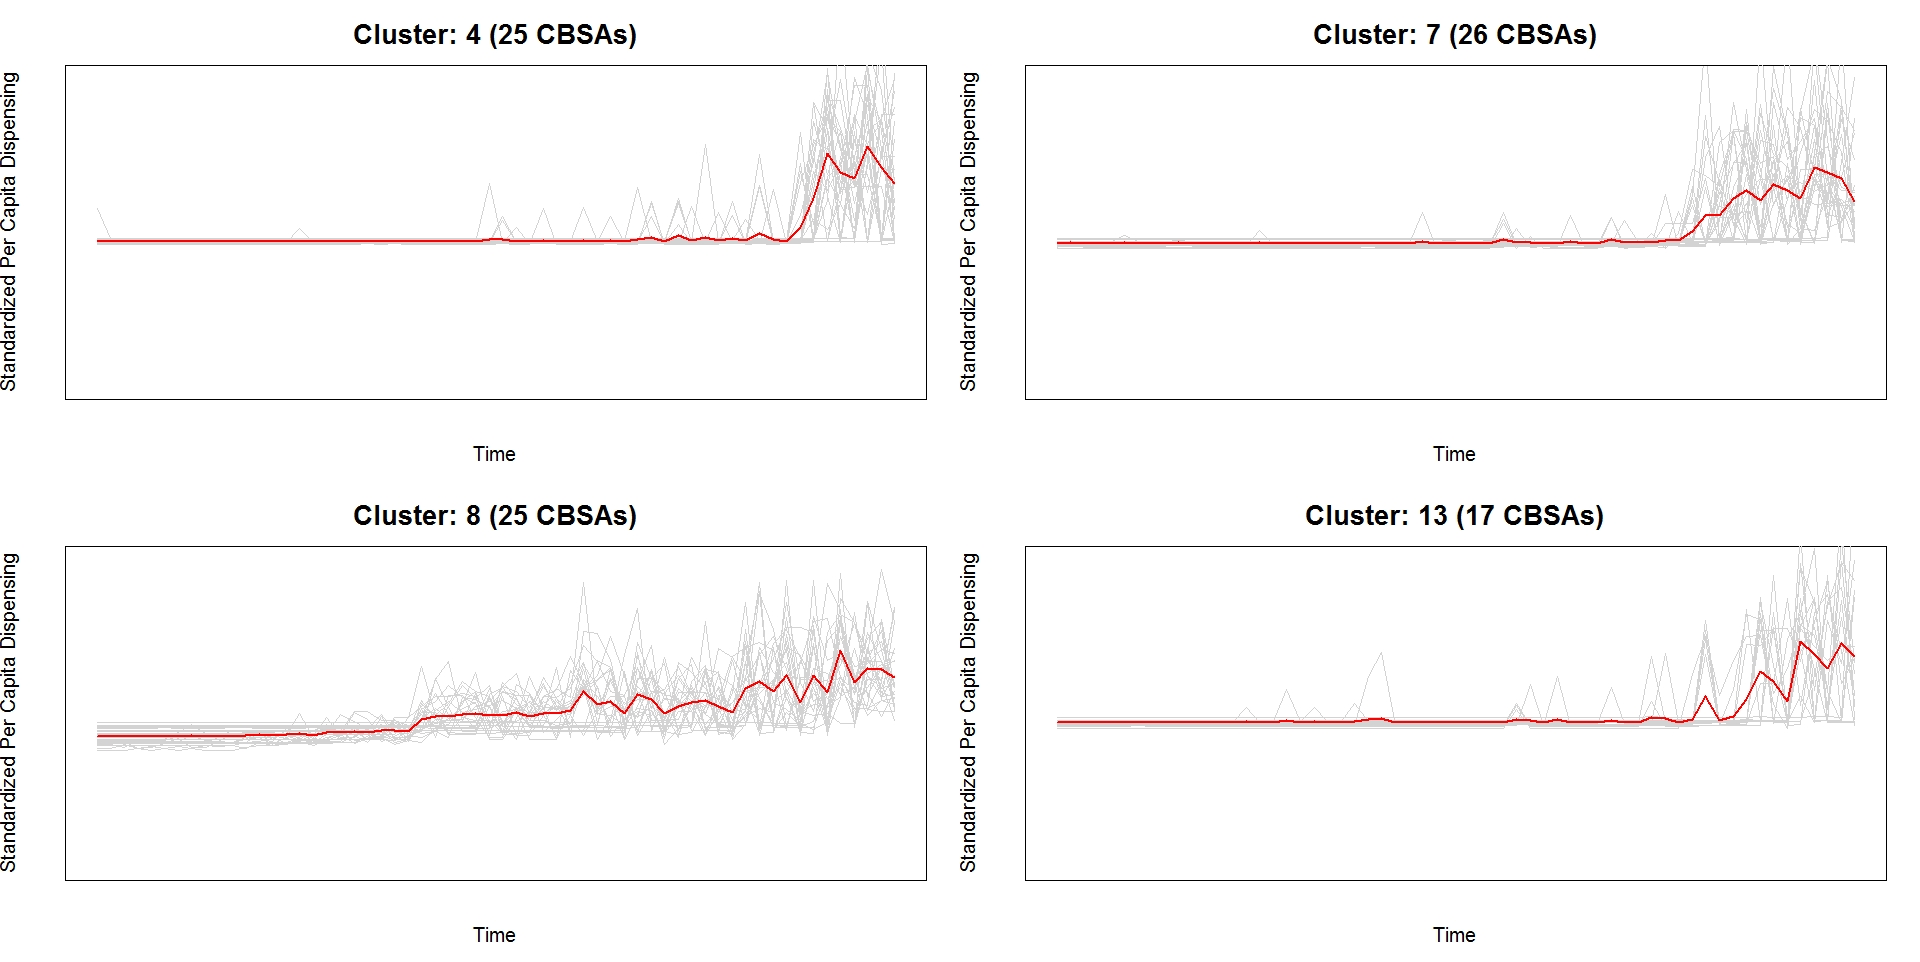 Cluster: 4 (25 CBSAs)
Standardized Per Capita Dispensing
Time
Cluster: 7 (26 CBSAs)
Standardized Per Capita Dispensing
Time
Cluster: 8 (25 CBSAs)
Standardized Per Capita Dispensing
Time
Cluster: 13 (17 CBSAs)
Standardized Per Capita Dispensing
Time